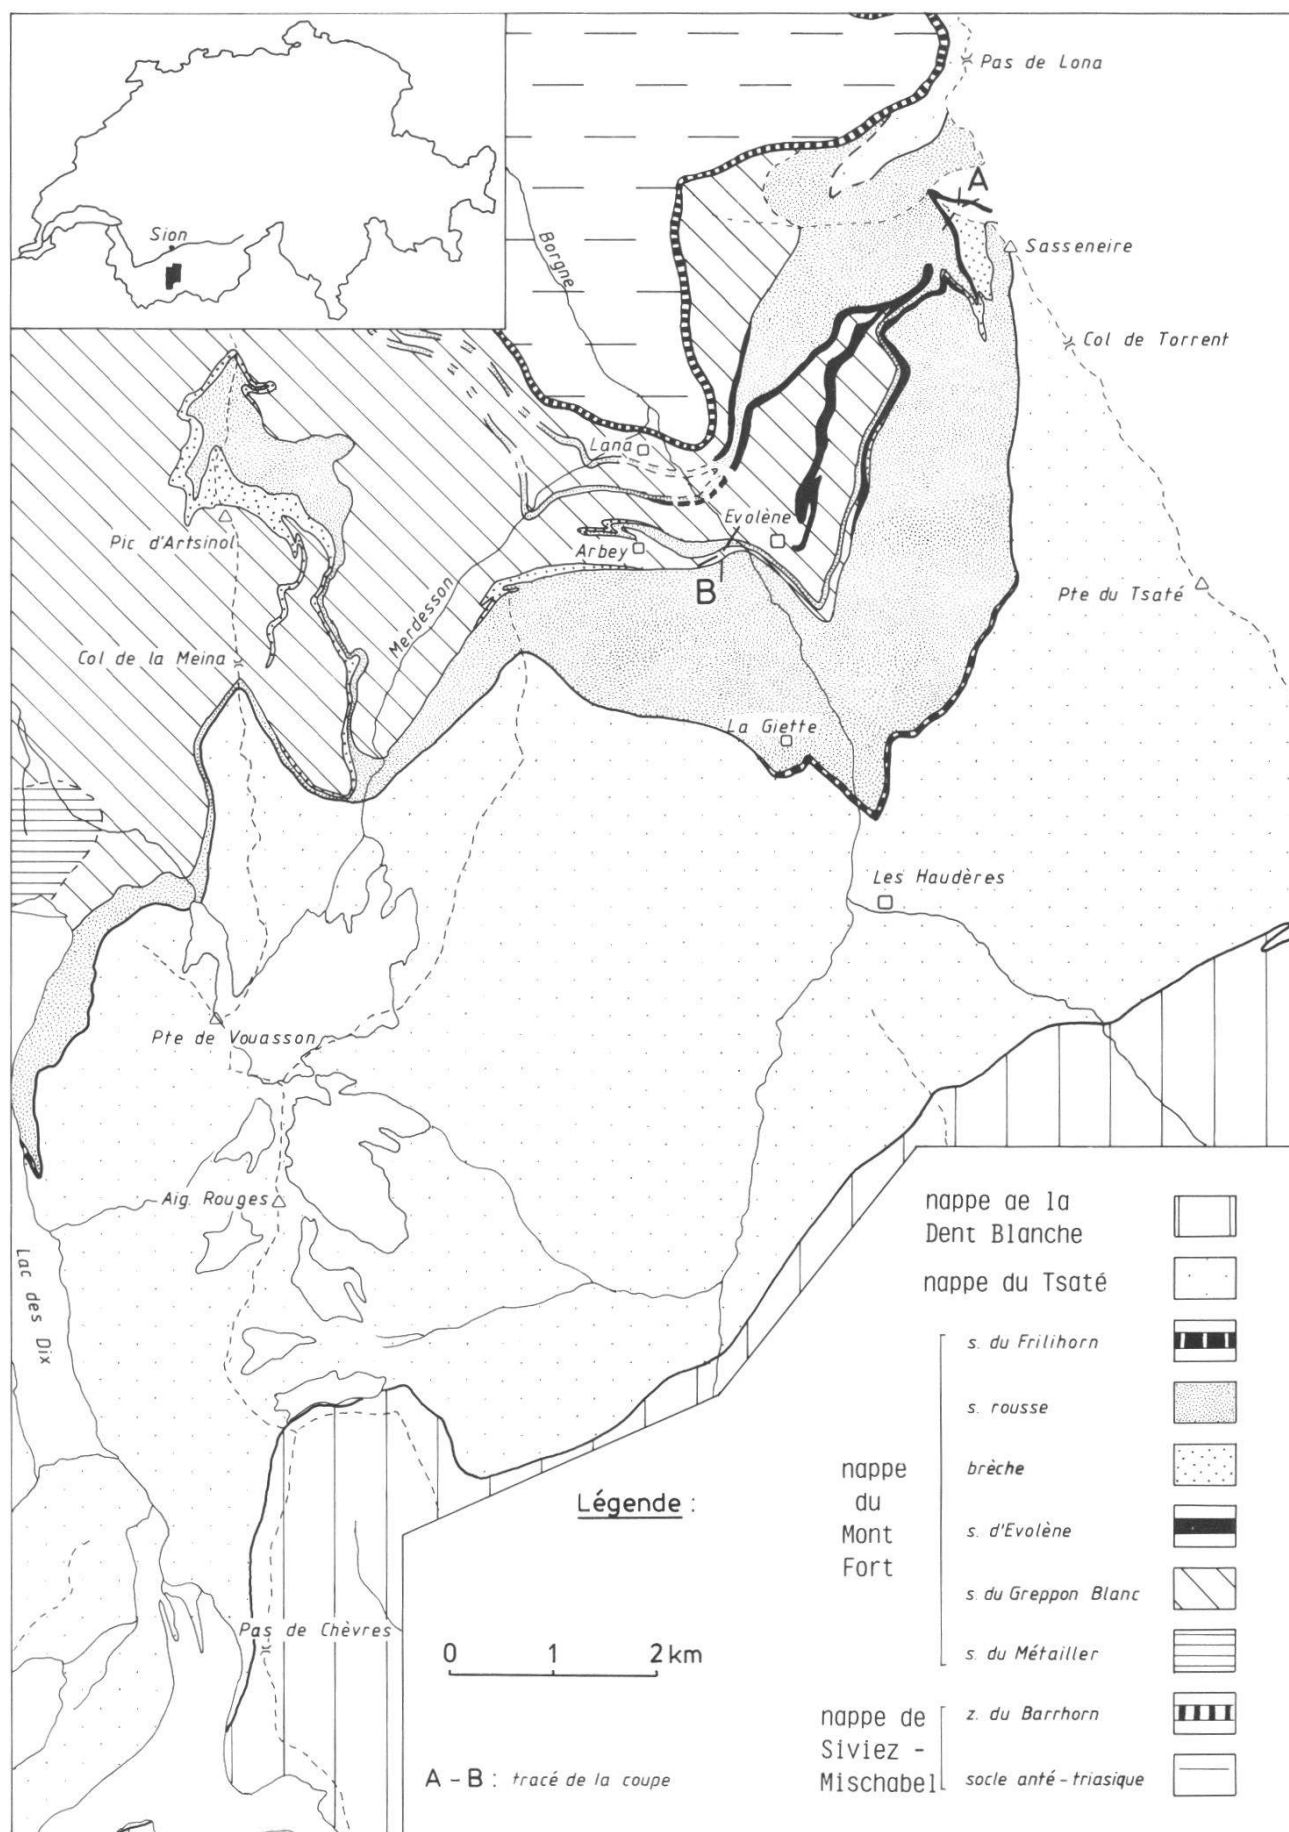 Pas de Lona
A
Sion
Borgne
Sasseneire
Col de Torrent
Lana
Evolène
Pic d'Artsinol
Arbey
B
Pte du Tsaté
Merdesson
Col de la Meina
La Giette
Les Haudères
Pte de Vouasson
Aig. Rouges
Lac des Dix
Pas de Chèvres
Légende :
nappe de la
Dent Blanche
nappe du Tsaté
nappe
du
Mont
Fort
s. du Frilihorn
s. rousse
brèche
s. d'Evolène
s. du Greppon Blanc
s. du Métailler
nappe de
Siviez -
Mischabel
z. du Barrhorn
socle anté-triasique
0 1 2 km
A - B : tracé de la coupe